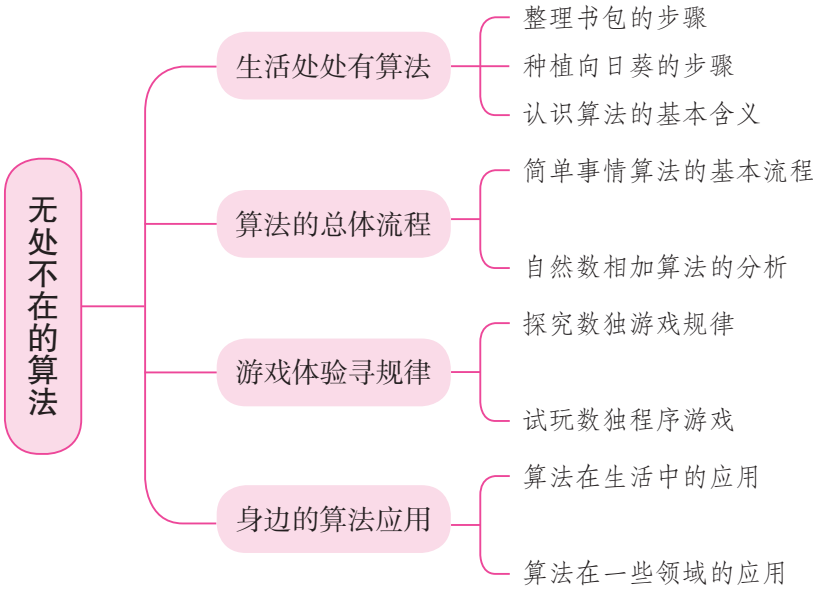 无处不在的算法
生活处处有算法
整理书包的步骤
种植向日葵的步骤
认识算法的基本含义
算法的总体流程
简单事情算法的基本流程
自然数相加算法的分析
游戏体验寻规律
探究数独游戏规律
试玩数独程序游戏
身边的算法应用
算法在生活中的应用
算法在一些领域的应用